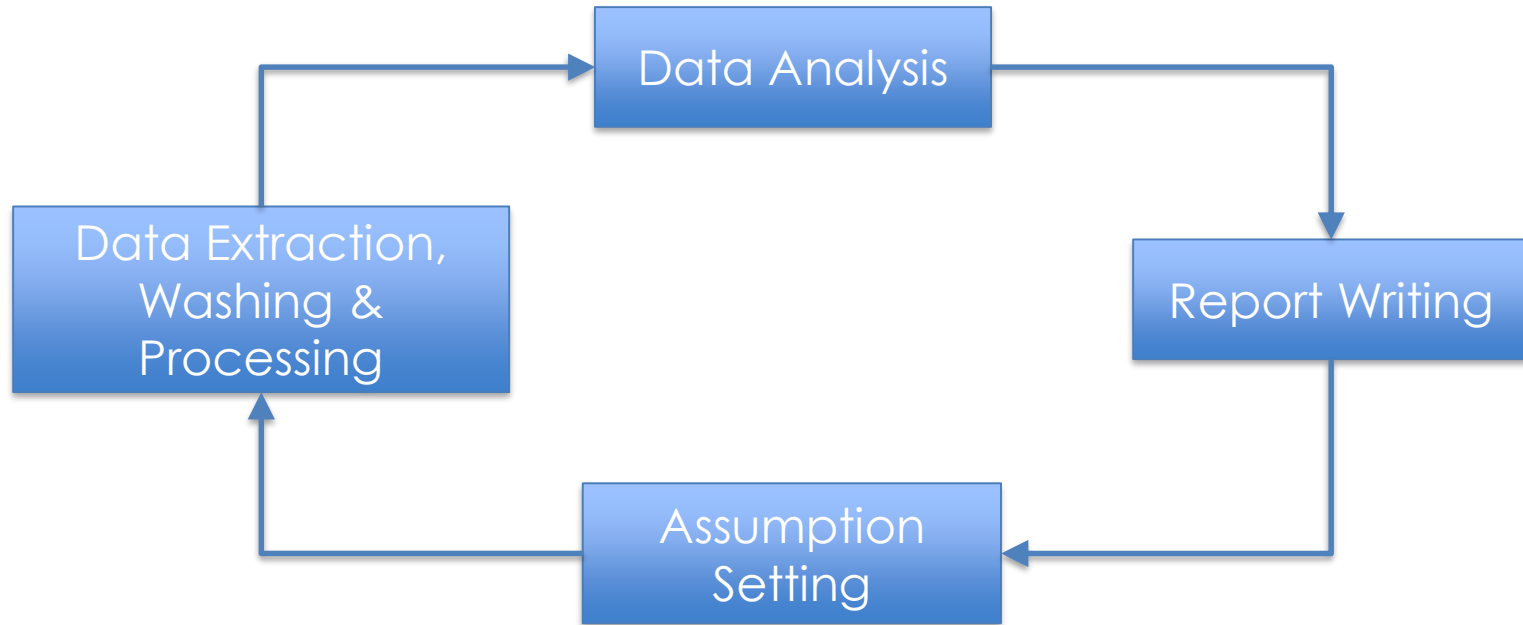 Data Analysis
Data Extraction,
Washing &
Processing
Report Writing
Assumption
Setting